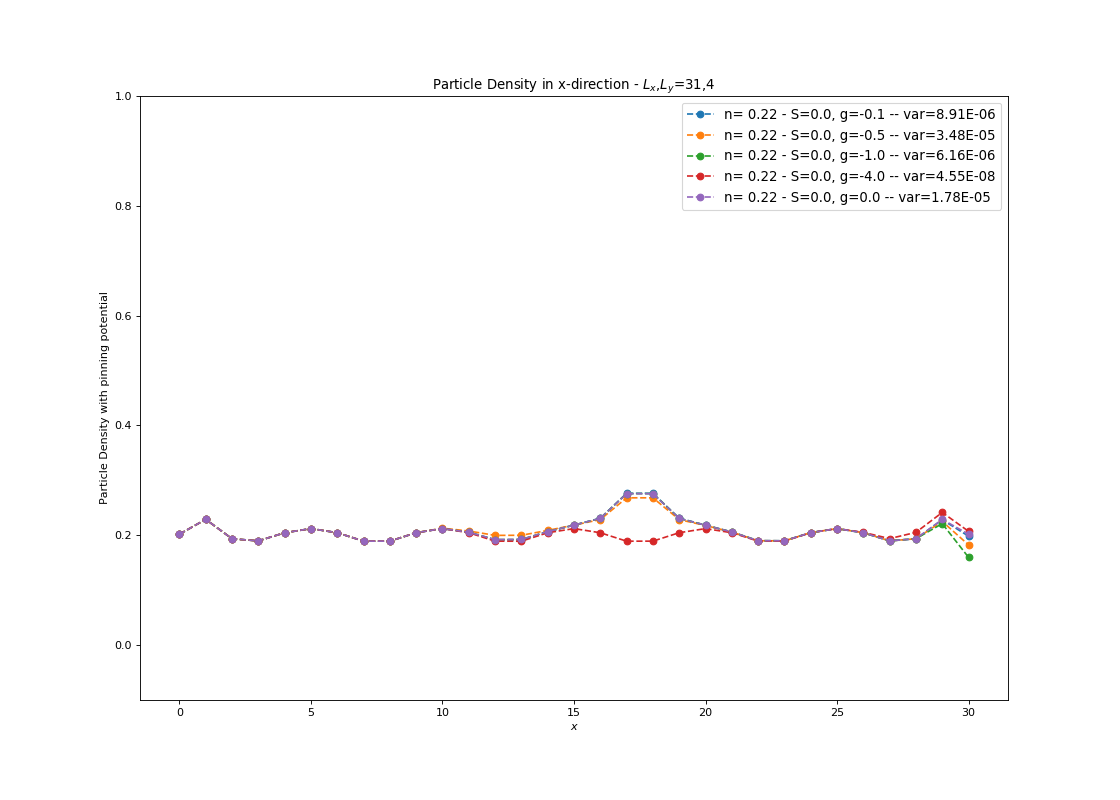 Particle Density in x-direction - Lx,Ly=31,4
n= 0.22 - S=0.0, g=-0.1 -- var=8.91E-06
n= 0.22 - S=0.0, g=-0.5 -- var=3.48E-05
n= 0.22 - S=0.0, g=-1.0 -- var=6.16E-06
n= 0.22 - S=0.0, g=-4.0 -- var=4.55E-08
n= 0.22 - S=0.0, g=0.0 -- var=1.78E-05
Particle Density with pinning potential
1.0
0.8
0.6
0.4
0.2
0.0
0 5 10 15 20 25 30
x